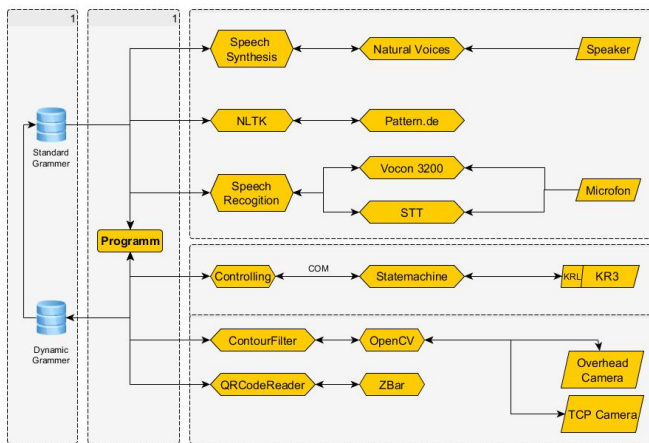 1
1
Speech
Synthesis
Natural Voices
Speaker
Standard
Grammer
NLTK
Pattern.de
Speech
Recogition
Vocon 3200
STT
Microfon
Programm
Controlling
COM
Statemachine
KRL
KR3
Dynamic
Grammer
ContourFilter
OpenCV
Overhead
Camera
QRCodeReader
ZBar
TCP Camera